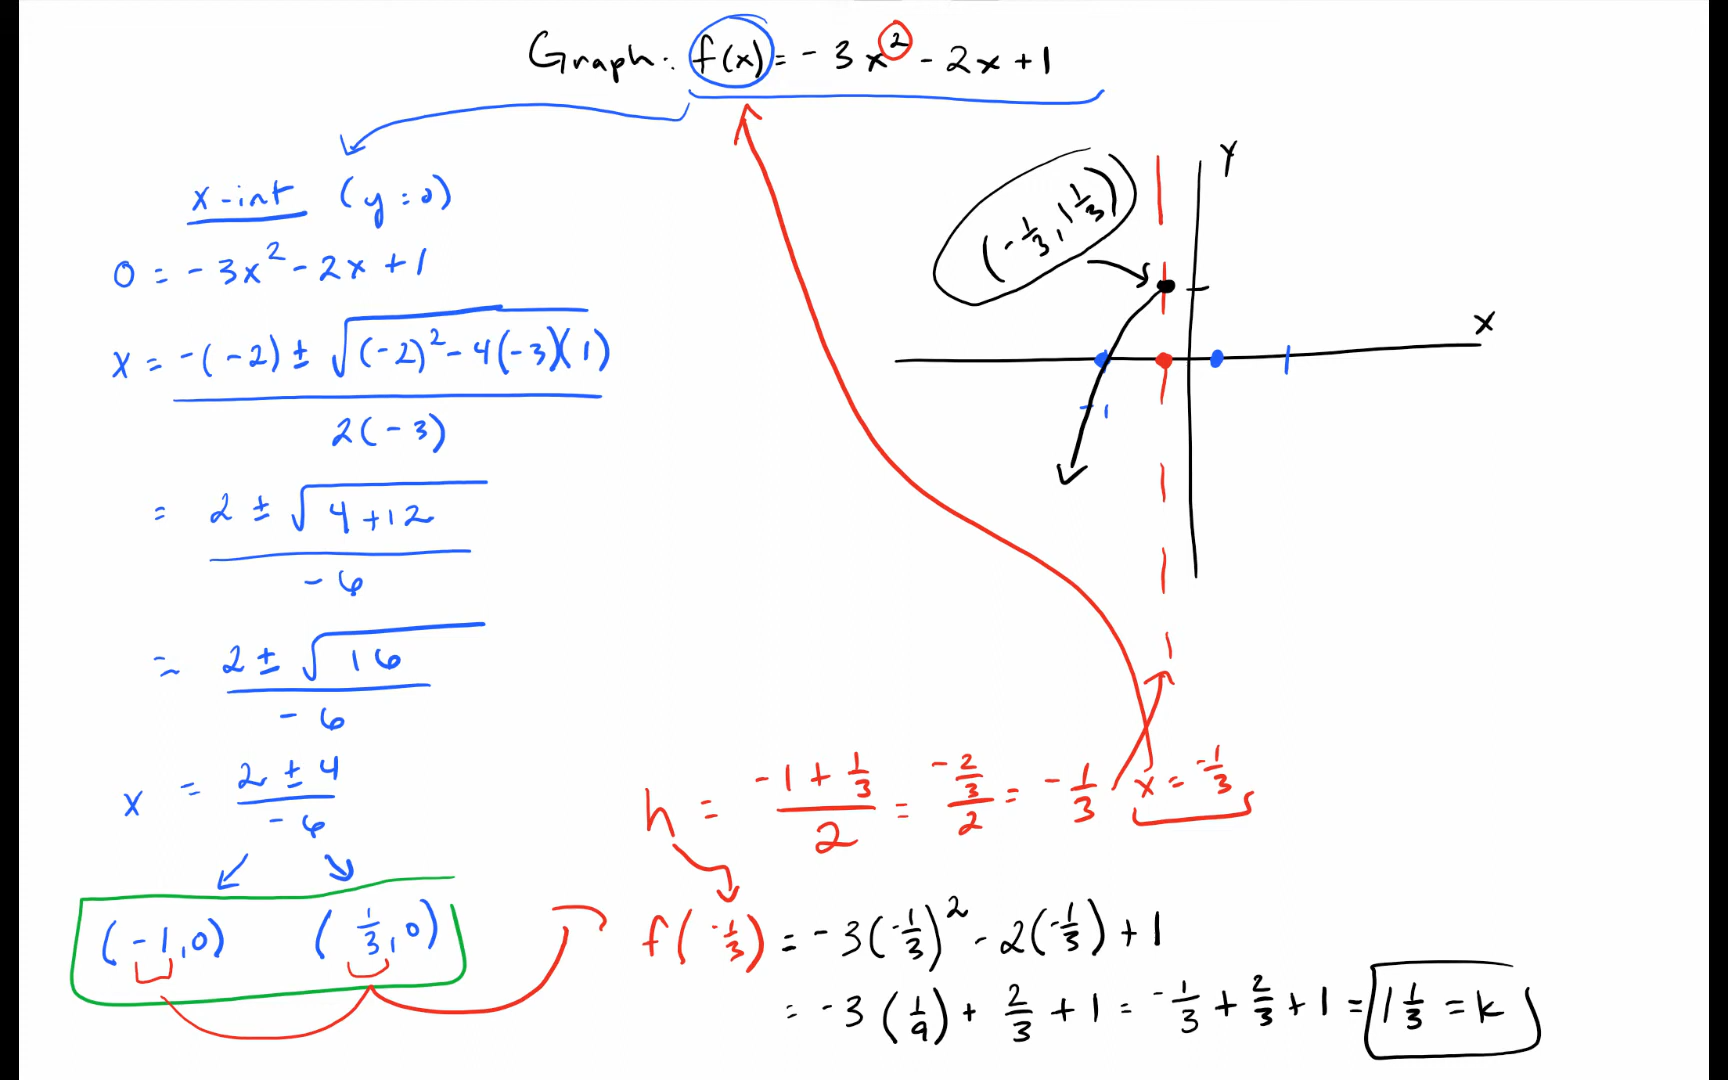 Graph: f(x) = -3x² - 2x + 1
x-int (y=0)
0 = -3x² - 2x + 1
x = -(-2) ± √(-2)² - 4(-3)(1)
2(-3)
= 2 ± √4+12
-6
= 2 ± √16
-6
x = 2 ± 4
-6
(-1,0) (1/3,0)
Y
X
(-1/3, 1 1/3)
-1
h = -1 + 1/3 / 2 = -2/3 / 2 = -1/3 x = -1/3
f(-1/3) = -3(-1/3)² - 2(-1/3) + 1
= -3(1/9) + 2/3 + 1 = -1/3 + 2/3 + 1 = 1 1/3 = k